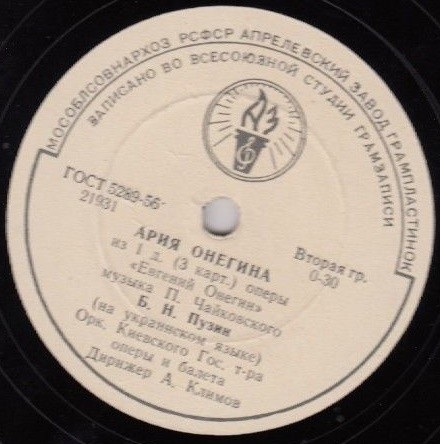 МОСОБЛСОВНАРХОЗ РСФСР АПРЕЛЕВСКИЙ ЗАВОД ГРАМПЛАСТИНОК
ЗАПИСАНО ВО ВСЕСОЮЗНОЙ СТУДИИ ГРАМЗАПИСИ
АЗ
ГОСТ 5289-56
21931
Вторая гр.
0-30
АРИЯ ОНЕГИНА
из I д. (3 карт.) оперы
«Евгений Онегин»
музыка П. Чайковского
Б. Н. Пузин
(на украинском языке)
Орк. Киевского Гос. т-ра
оперы и балета
Дирижер А. Климов